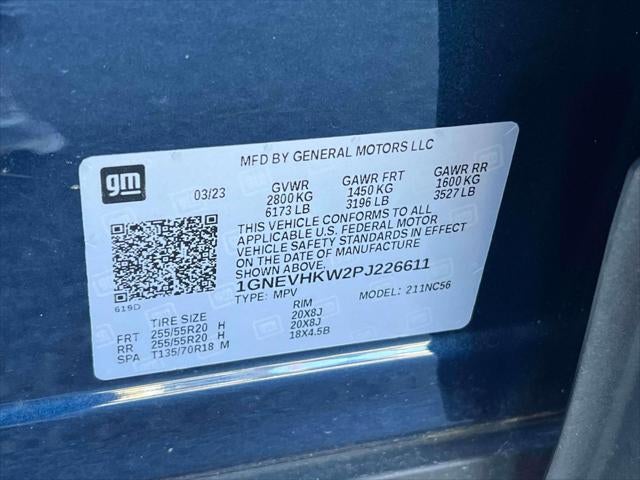 MFD BY GENERAL MOTORS LLC
gm
03/23 GVWR GAWR FRT GAWR RR
2800 KG 1450 KG 1600 KG
6173 LB 3196 LB 3527 LB
THIS VEHICLE CONFORMS TO ALL
APPLICABLE U.S. FEDERAL MOTOR
VEHICLE SAFETY STANDARDS IN EFFECT
ON THE DATE OF MANUFACTURE
SHOWN ABOVE.
1GNEVHKW2PJ226611
619D TYPE: MPV MODEL: 211NC56
TIRE SIZE RIM
FRT 255/55R20 H 20X8J
RR 255/55R20 H 20X8J
SPA T135/70R18 M 18X4.5B